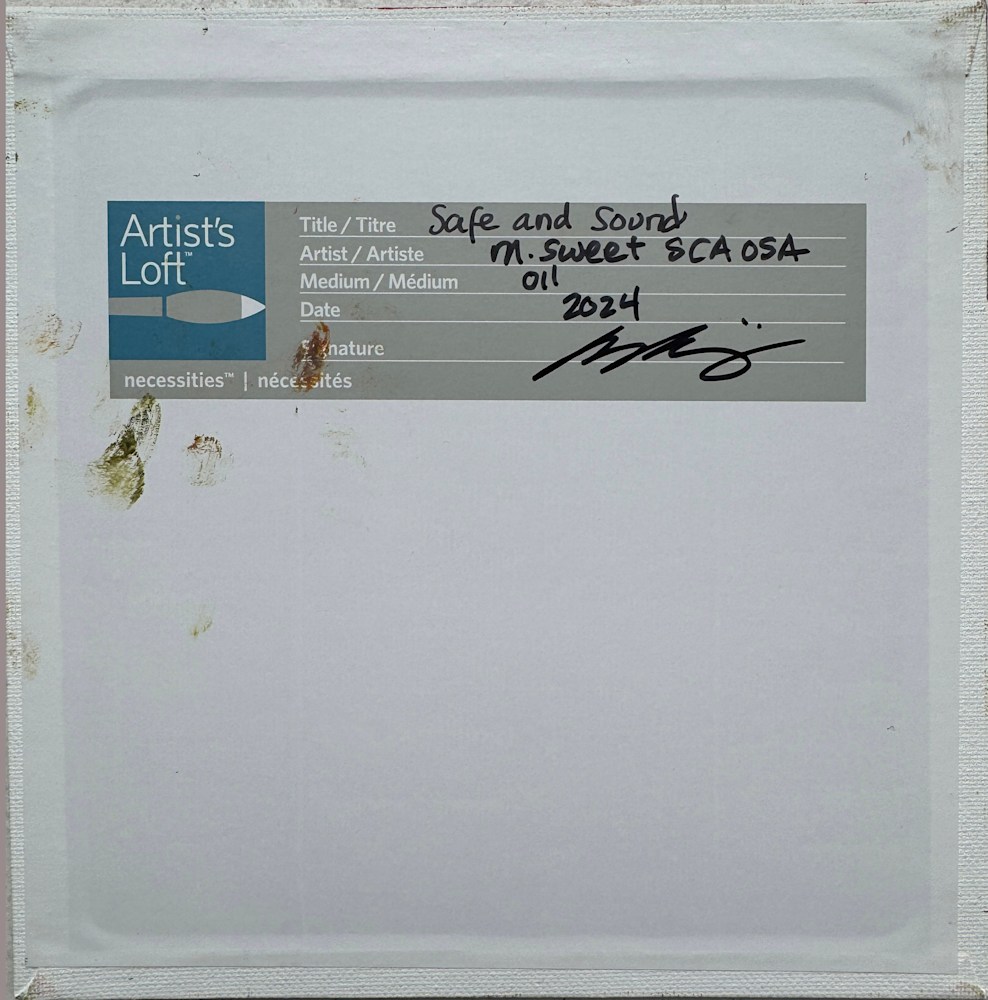 Artist's
Loft™
Title / Titre Safe and Sound
Artist / Artiste M. Sweet SCA OSA
Medium / Médium Oil
Date 2024
Signature
necessities™ | nécessités